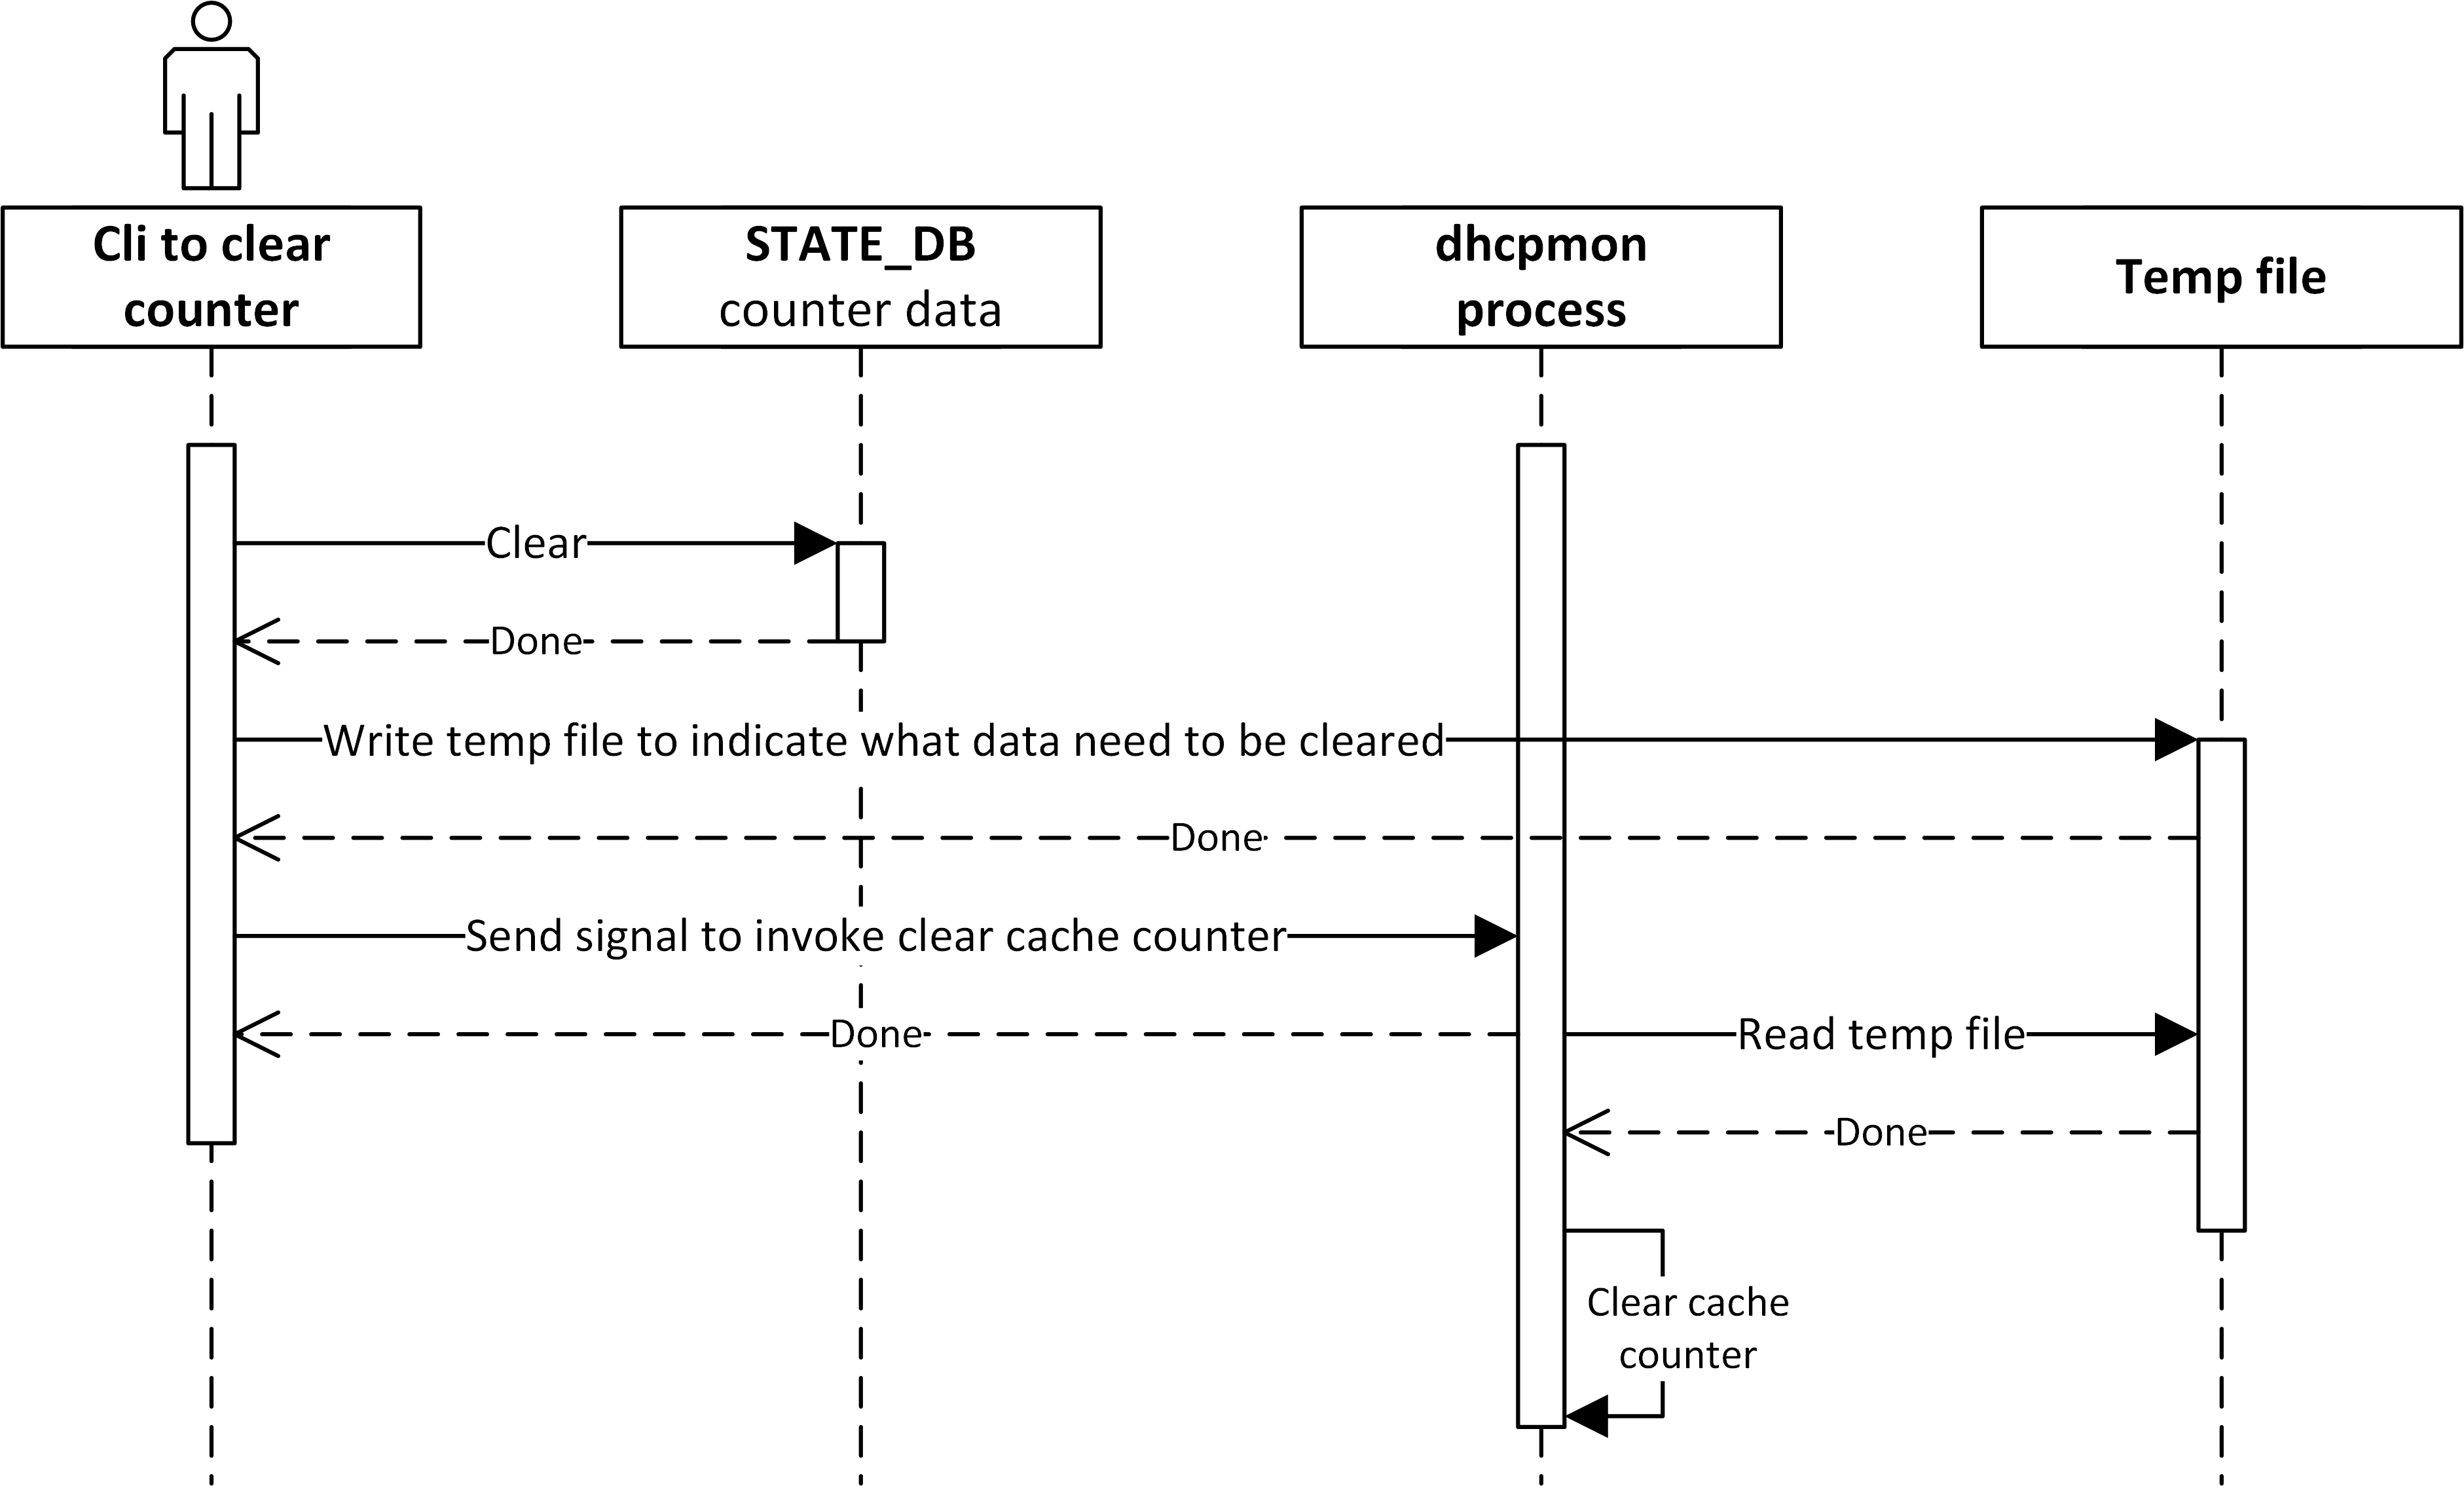 Cli to clear
counter
STATE_DB
counter data
dhcpmon
process
Temp file
Clear
Done
Write temp file to indicate what data need to be cleared
Done
Send signal to invoke clear cache counter
Done
Read temp file
Done
Clear cache
counter